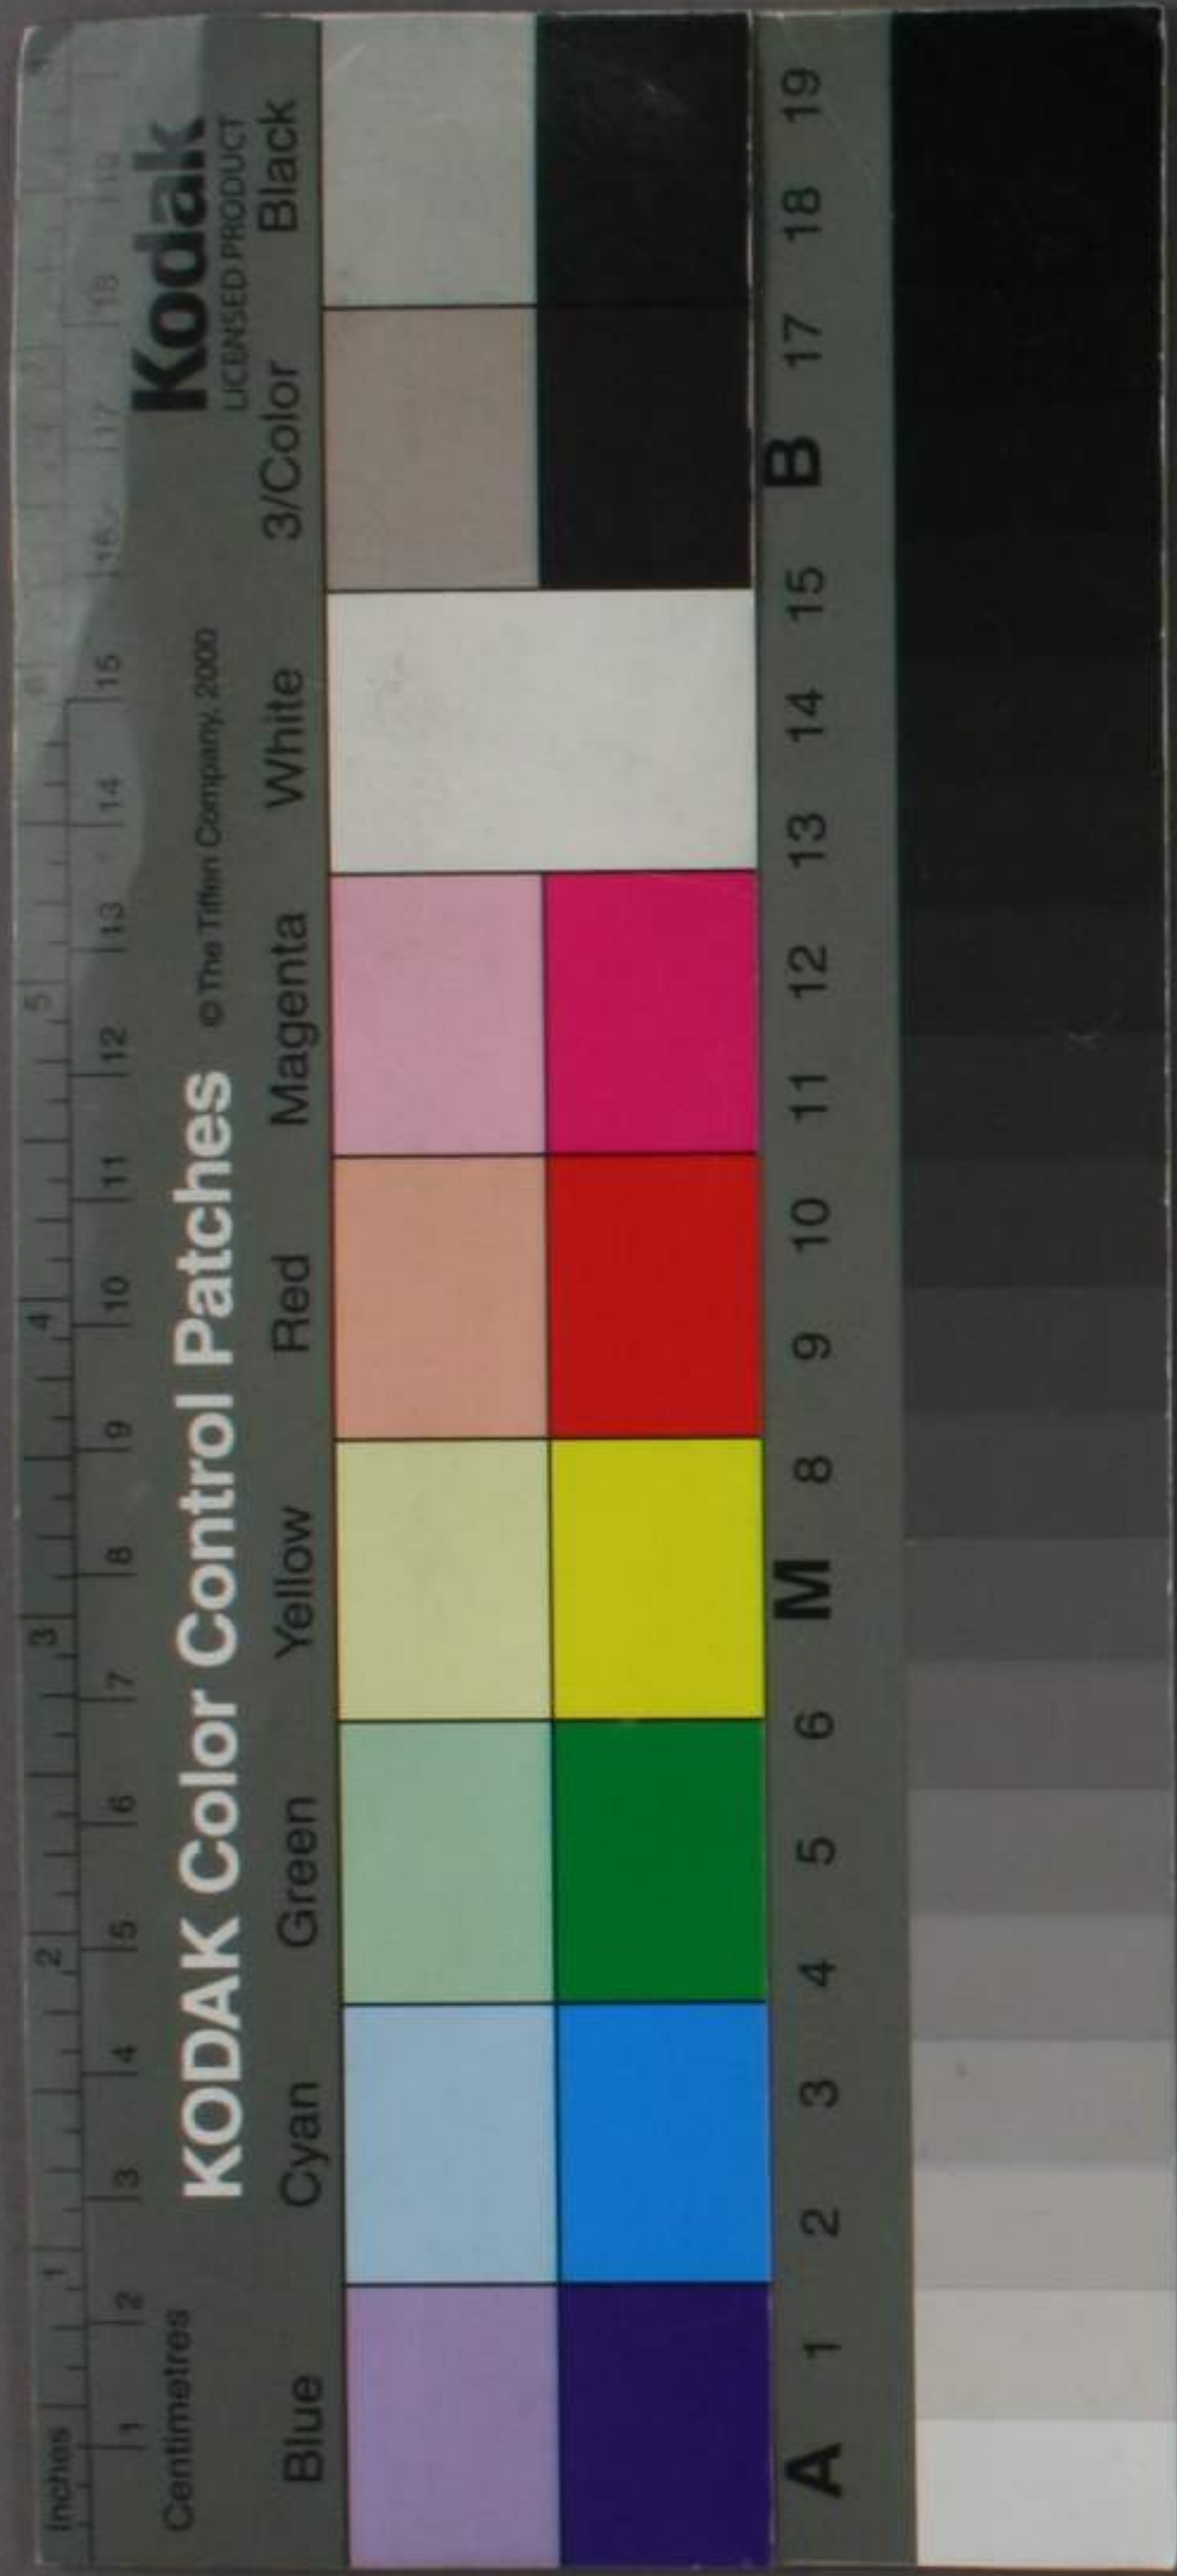 Inches 1 2 3 4 5
Centimetres 1 2 3 4 5 6 7 8 9 10 11 12 13 14 15 16 17 18 19
KODAK Color Control Patches © The Tiffen Company, 2000 Kodak
LICENSED PRODUCT
Blue Cyan Green Yellow Red Magenta White 3/Color Black
A 1 2 3 4 5 6 M 8 9 10 11 12 13 14 15 B 17 18 19